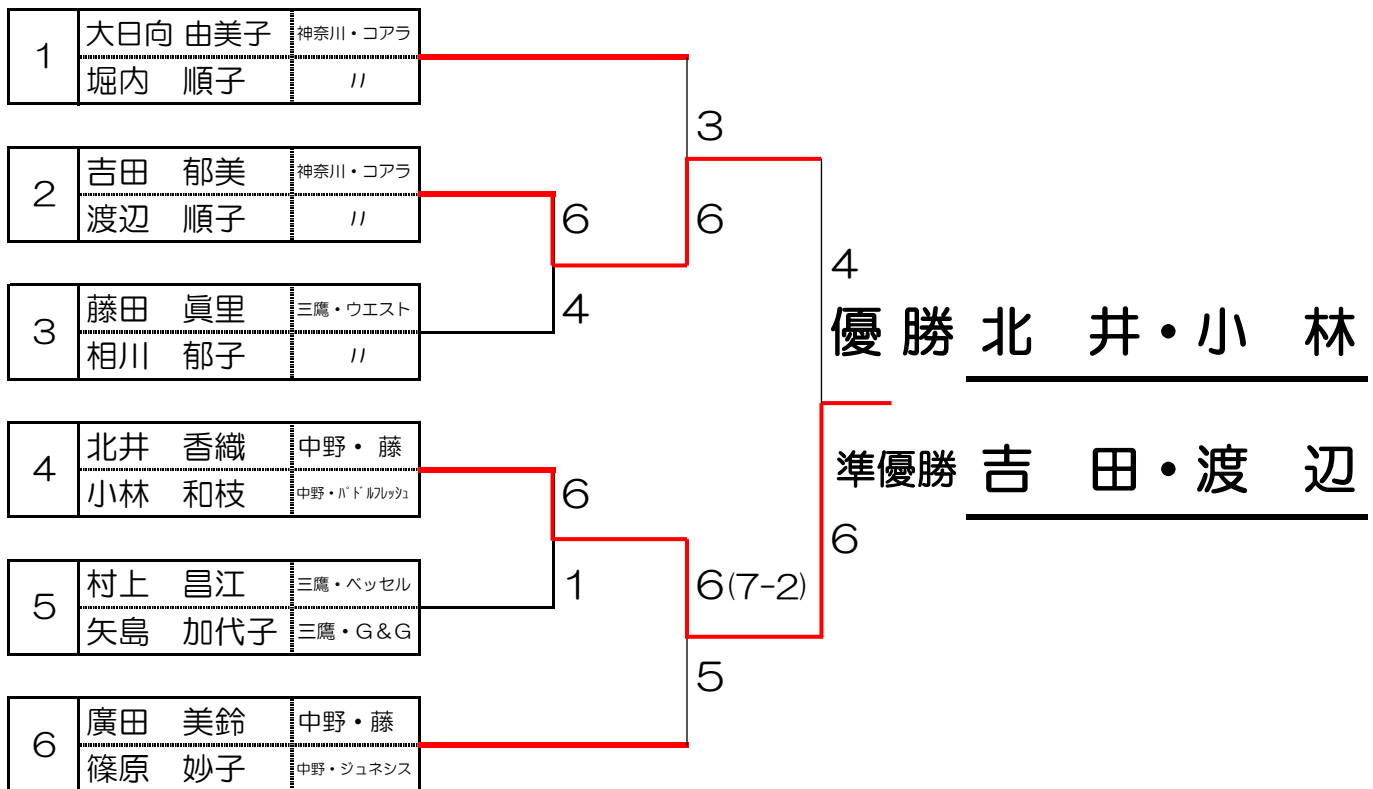 1 大日向 由美子 神奈川・コアラ
堀内 順子 〃
3
2 吉田 郁美 神奈川・コアラ
渡辺 順子 〃
6
6
4
3 藤田 眞里 三鷹・ウエスト
相川 郁子 〃
4
優勝 北 井・小 林
4 北井 香織 中野・ 藤
小林 和枝 中野・パドルフレッシュ
6
準優勝 吉 田・渡 辺
6
5 村上 昌江 三鷹・ベッセル
矢島 加代子 三鷹・G&G
1
6(7-2)
5
6 廣田 美鈴 中野・藤
篠原 妙子 中野・ジュネシス